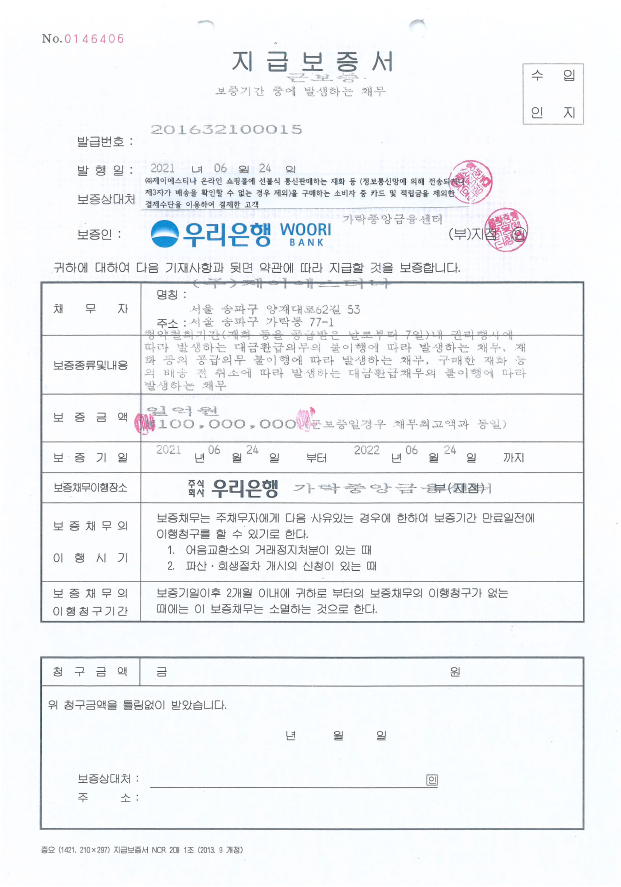 No.0146406
지급보증서
근보증.
보증기간 중에 발생하는 채무
수 입
인 지
발급번호 : 201632100015
발 행 일 : 2021 년 06 월 24 일
보증상대처
㈜제이에스티나 온라인 쇼핑몰에 선불식 통신판매하는 재화 등 (정보통신망에 의해 전송되거나
제3자가 배송을 확인할 수 없는 경우 제외)을 구매하는 소비자 중 카드 및 적립금을 제외한
결제수단을 이용하여 결제한 고객
보증인 : 우리은행 WOORI BANK 가락중앙금융센터 (부)지점 ㊞
귀하에 대하여 다음 기재사항과 뒷면 약관에 따라 지급할 것을 보증합니다.
채 무 자
명칭 : (주)제이에스티나
서울 송파구 양재대로62길 53
주소 : 서울 송파구 가락동 77-1
보증종류및내용
청약철회기간(재화 등을 공급받은 날로부터 7일)내 권리행사에
따라 발생하는 대금환급의무의 불이행에 따라 발생하는 채무, 재
화 등의 공급의무 불이행에 따라 발생하는 채무, 구매한 재화 등
의 배송 전 취소에 따라 발생하는 대금환급채무의 불이행에 따라
발생하는 채무
보 증 금 액
일억원
100,000,000 (근보증일경우 채무최고액과 동일)
보 증 기 일 2021 년 06 월 24 일 부터 2022 년 06 월 24 일 까지
보증채무이행장소 주식회사 우리은행 가락중앙금융센터 부(지점)
보 증 채 무 의
이 행 시 기
보증채무는 주채무자에게 다음 사유있는 경우에 한하여 보증기간 만료일전에
이행청구를 할 수 있기로 한다.
1. 어음교환소의 거래정지처분이 있는 때
2. 파산 · 회생절차 개시의 신청이 있는 때
보 증 채 무 의
이행청구기간
보증기일이후 2개월 이내에 귀하로 부터의 보증채무의 이행청구가 없는
때에는 이 보증채무는 소멸하는 것으로 한다.
청 구 금 액 금 원
위 청구금액을 틀림없이 받았습니다.
년 월 일
보증상대처 : 인
주 소 :
중요 (1421, 210×297) 지급보증서 NCR 2매 1조 (2013. 9 개정)